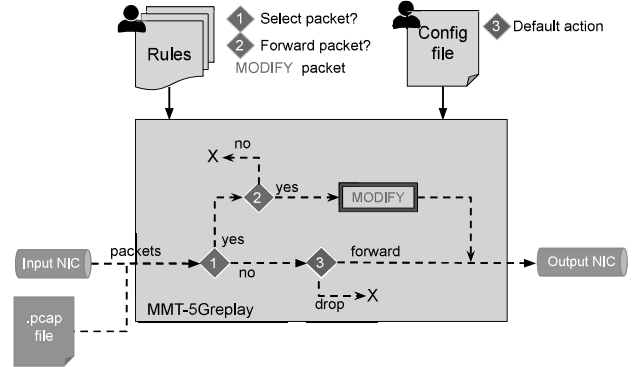 Rules
1 Select packet?
2 Forward packet?
MODIFY packet
Config
file
3 Default action
no
X
2
yes
MODIFY
yes
packets
Input NIC
1
no
3
forward
Output NIC
drop
X
MMT-5Greplay
.pcap
file